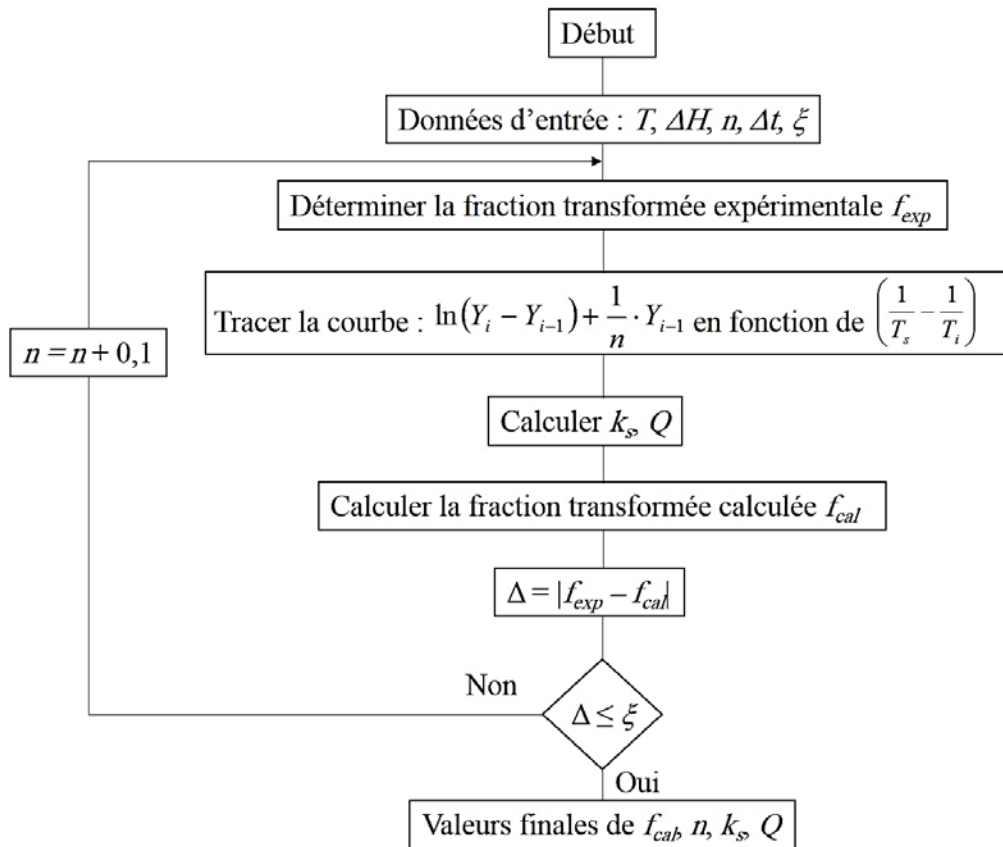 Début
Données d'entrée : T, ΔH, n, Δt, ξ
Déterminer la fraction transformée expérimentale f_exp
Tracer la courbe : ln(Y_i − Y_{i−1}) + 1/n · Y_{i−1} en fonction de (1/T_s − 1/T_i)
n = n + 0,1
Calculer k_s, Q
Calculer la fraction transformée calculée f_cal
Δ = |f_exp − f_cal|
Non
Δ ≤ ξ
Oui
Valeurs finales de f_cal, n, k_s, Q